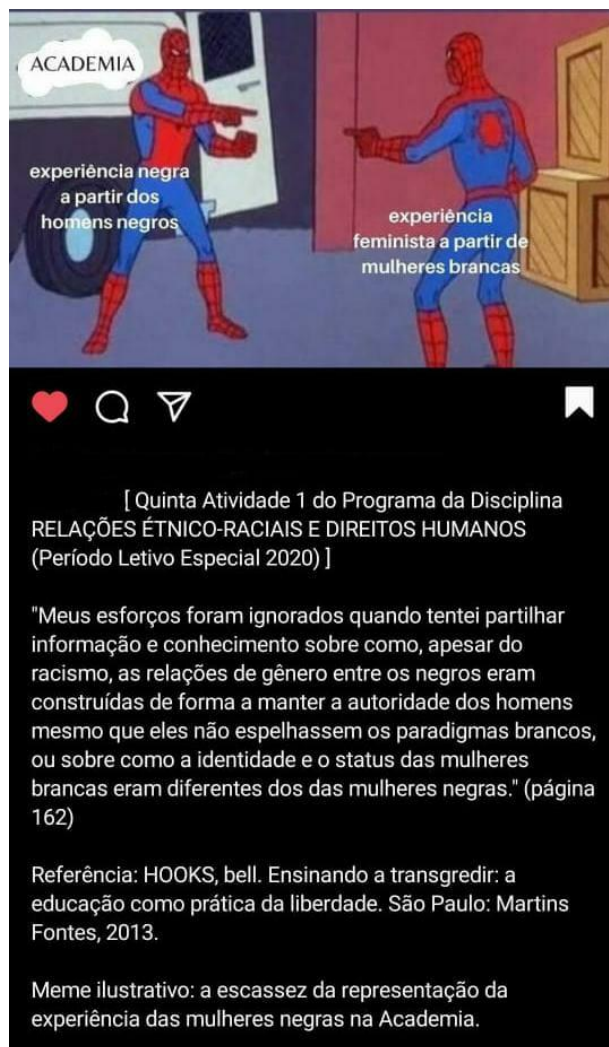 ACADEMIA
experiência negra
a partir dos
homens negros
experiência
feminista a partir de
mulheres brancas
[ Quinta Atividade 1 do Programa da Disciplina
RELAÇÕES ÉTNICO-RACIAIS E DIREITOS HUMANOS
(Período Letivo Especial 2020) ]
"Meus esforços foram ignorados quando tentei partilhar
informação e conhecimento sobre como, apesar do
racismo, as relações de gênero entre os negros eram
construídas de forma a manter a autoridade dos homens
mesmo que eles não espelhassem os paradigmas brancos,
ou sobre como a identidade e o status das mulheres
brancas eram diferentes dos das mulheres negras." (página
162)
Referência: HOOKS, bell. Ensinando a transgredir: a
educação como prática da liberdade. São Paulo: Martins
Fontes, 2013.
Meme ilustrativo: a escassez da representação da
experiência das mulheres negras na Academia.